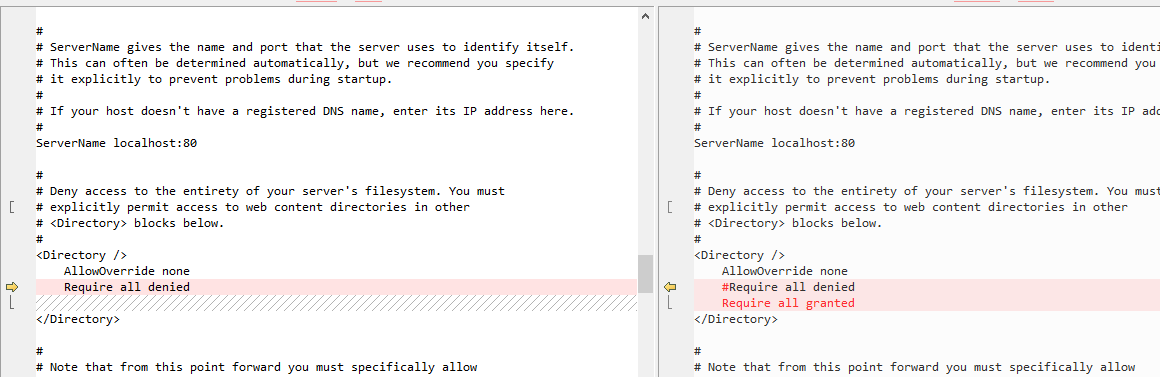 #
# ServerName gives the name and port that the server uses to identify itself.
# This can often be determined automatically, but we recommend you specify
# it explicitly to prevent problems during startup.
#
# If your host doesn't have a registered DNS name, enter its IP address here.
#
ServerName localhost:80
#
# Deny access to the entirety of your server's filesystem. You must
# explicitly permit access to web content directories in other
# <Directory> blocks below.
#
<Directory />
    AllowOverride none
    Require all denied
</Directory>
#
# Note that from this point forward you must specifically allow
#
# ServerName gives the name and port that the server uses to identi
# This can often be determined automatically, but we recommend you
# it explicitly to prevent problems during startup.
#
# If your host doesn't have a registered DNS name, enter its IP add
#
ServerName localhost:80
#
# Deny access to the entirety of your server's filesystem. You must
# explicitly permit access to web content directories in other
# <Directory> blocks below.
#
<Directory />
    AllowOverride none
    #Require all denied
    Require all granted
</Directory>
#
# Note that from this point forward you must specifically allow